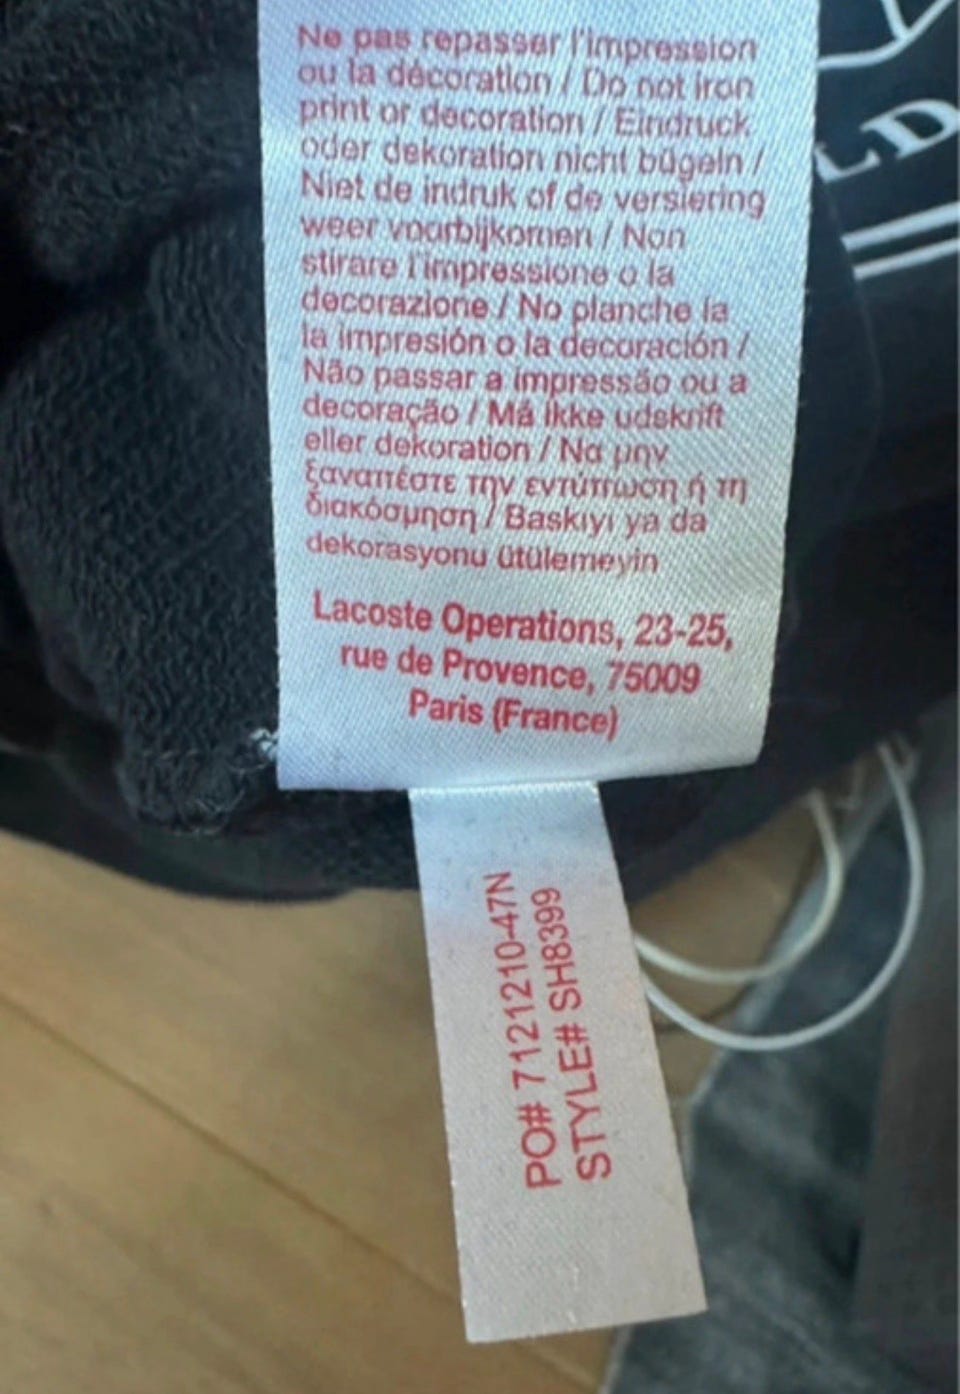 Ne pas repasser l'impression
ou la décoration / Do not iron
print or decoration / Eindruck
oder dekoration nicht bügeln /
Niet de indruk of de versiering
weer voorbijkomen / Non
stirare l'impressione o la
decorazione / No planche la
la impresión o la decoración /
Não passar a impressão ou a
decoração / Må ikke udskrift
eller dekoration / Να μην
ξαναπέστε την εντύπωση ή τη
διακόσμηση / Baskıyı ya da
dekorasyonu ütülemeyin
Lacoste Operations, 23-25,
rue de Provence, 75009
Paris (France)
PO# 7121210-47N
STYLE# SH8399
LD